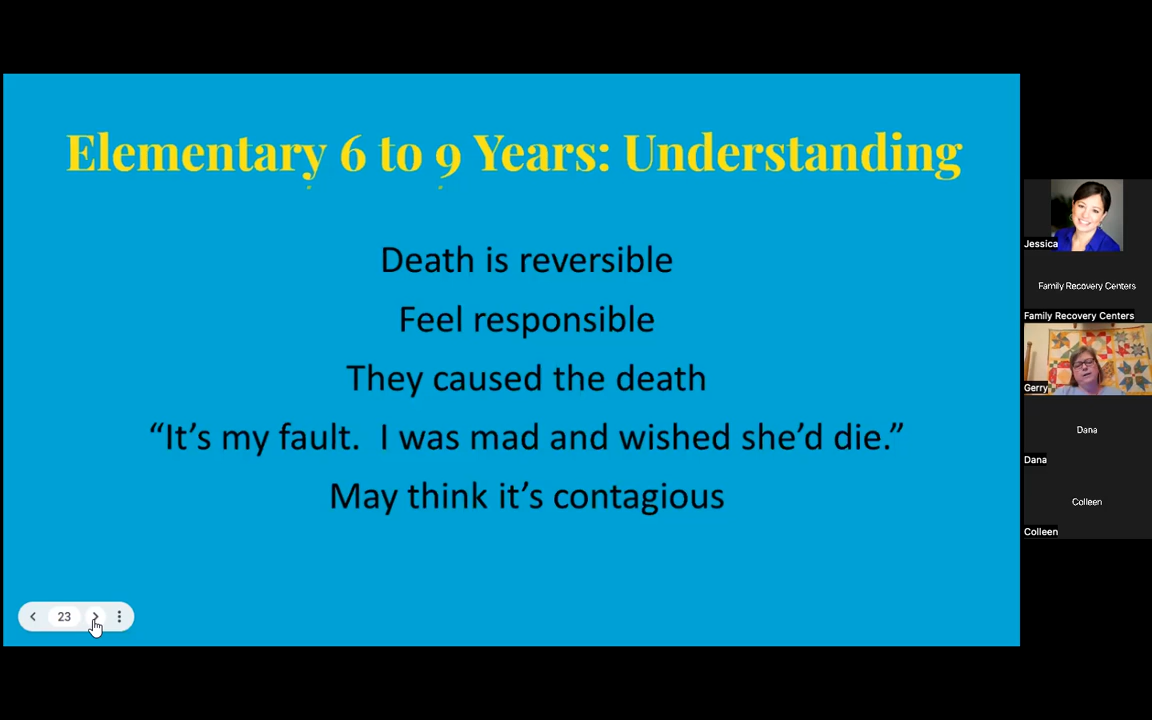 Elementary 6 to 9 Years: Understanding
Death is reversible
Feel responsible
They caused the death
“It’s my fault.  I was mad and wished she’d die.”
May think it’s contagious
23
Jessica
Family Recovery Centers
Family Recovery Centers
Gerry
Dana
Dana
Colleen
Colleen